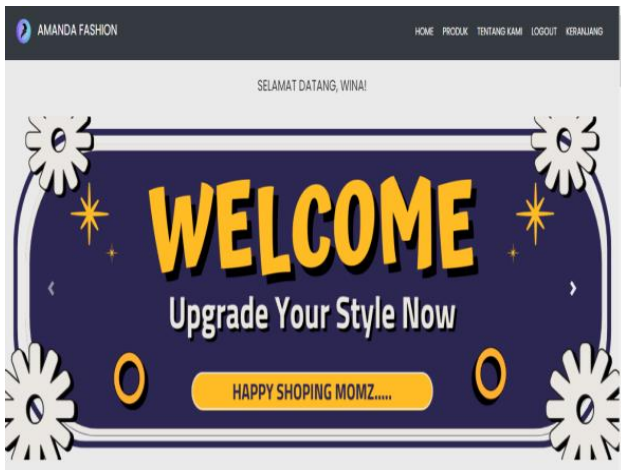 AMANDA FASHION
HOME PRODUK TENTANG KAMI LOGOUT KERANJANG
SELAMAT DATANG, WINA!
WELCOME
Upgrade Your Style Now
HAPPY SHOPING MOMZ.....